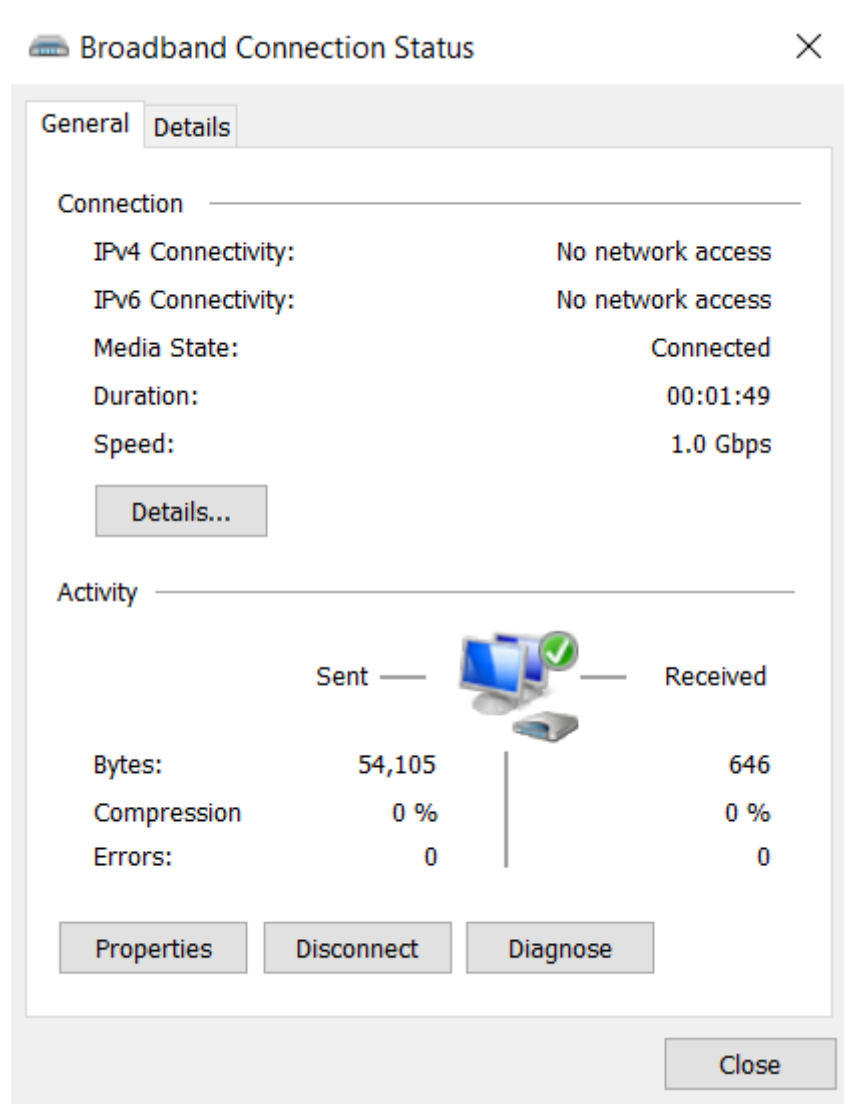 Broadband Connection Status
General Details
Connection
IPv4 Connectivity: No network access
IPv6 Connectivity: No network access
Media State: Connected
Duration: 00:01:49
Speed: 1.0 Gbps
Details...
Activity
Sent Received
Bytes: 54,105 646
Compression 0 % 0 %
Errors: 0 0
Properties Disconnect Diagnose
Close